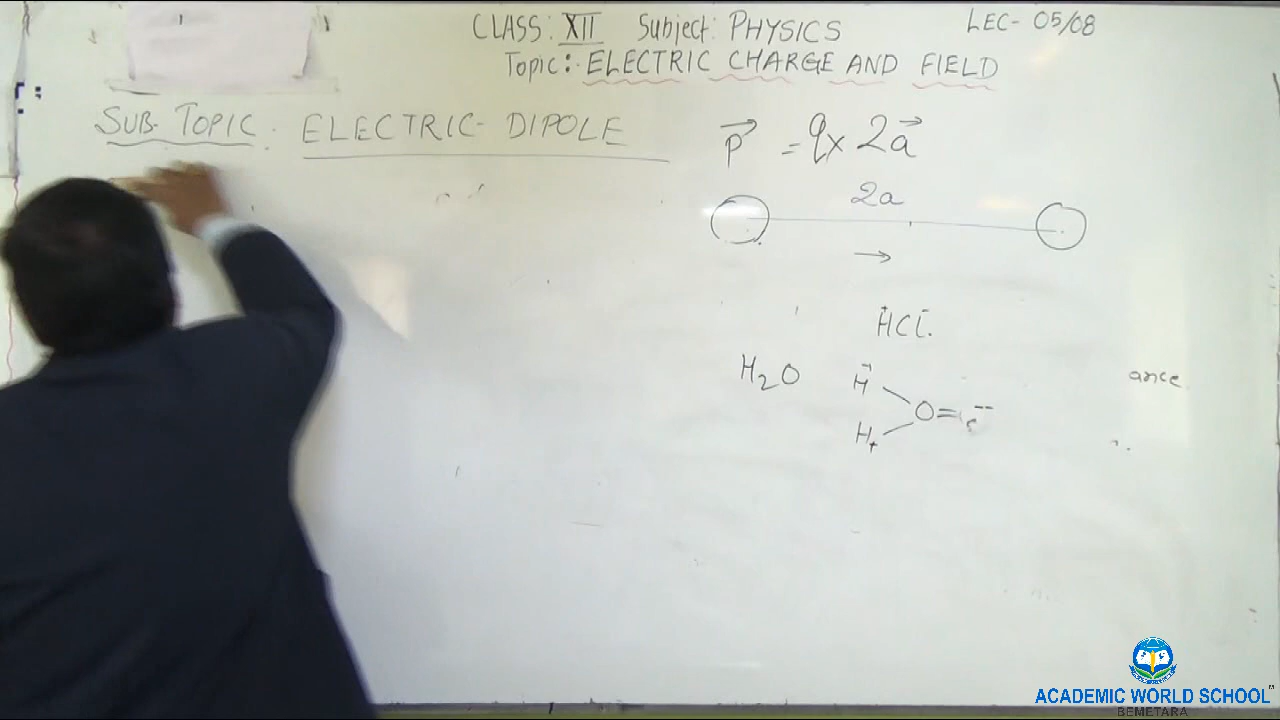 CLASS: XII Subject: PHYSICS LEC- 05/08
Topic:- ELECTRIC CHARGE AND FIELD
SUB- TOPIC: ELECTRIC- DIPOLE
p⃗ = q x 2a⃗
2a
→
HCl.
H₂O
H
O=
--
H+
ance
ACADEMIC WORLD SCHOOL™
BEMETARA